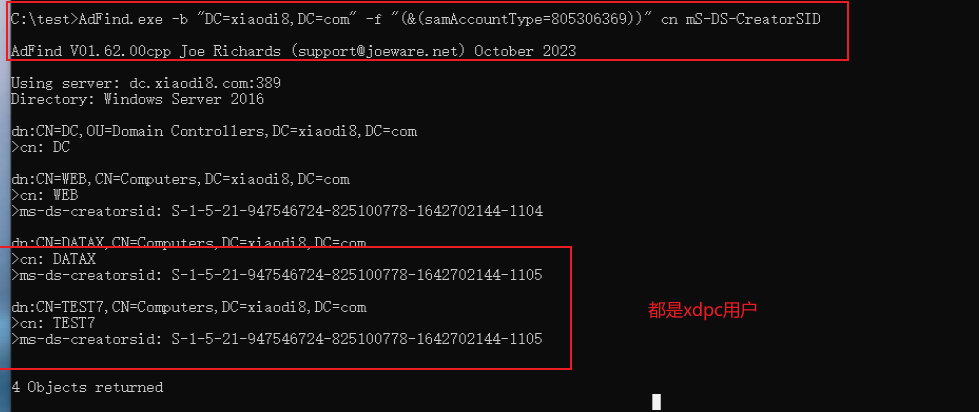 C:\test>AdFind.exe -b "DC=xiaodi8,DC=com" -f "(&(samAccountType=805306369))" cn mS-DS-CreatorSID
AdFind V01.62.00cpp Joe Richards (support@joeware.net) October 2023
Using server: dc.xiaodi8.com:389
Directory: Windows Server 2016
dn:CN=DC,OU=Domain Controllers,DC=xiaodi8,DC=com
>cn: DC
dn:CN=WEB,CN=Computers,DC=xiaodi8,DC=com
>cn: WEB
>ms-ds-creatorsid: S-1-5-21-947546724-825100778-1642702144-1104
dn:CN=DATAX,CN=Computers,DC=xiaodi8,DC=com
>cn: DATAX
>ms-ds-creatorsid: S-1-5-21-947546724-825100778-1642702144-1105
dn:CN=TEST7,CN=Computers,DC=xiaodi8,DC=com
>cn: TEST7
>ms-ds-creatorsid: S-1-5-21-947546724-825100778-1642702144-1105
都是xdpc用户
4 Objects returned